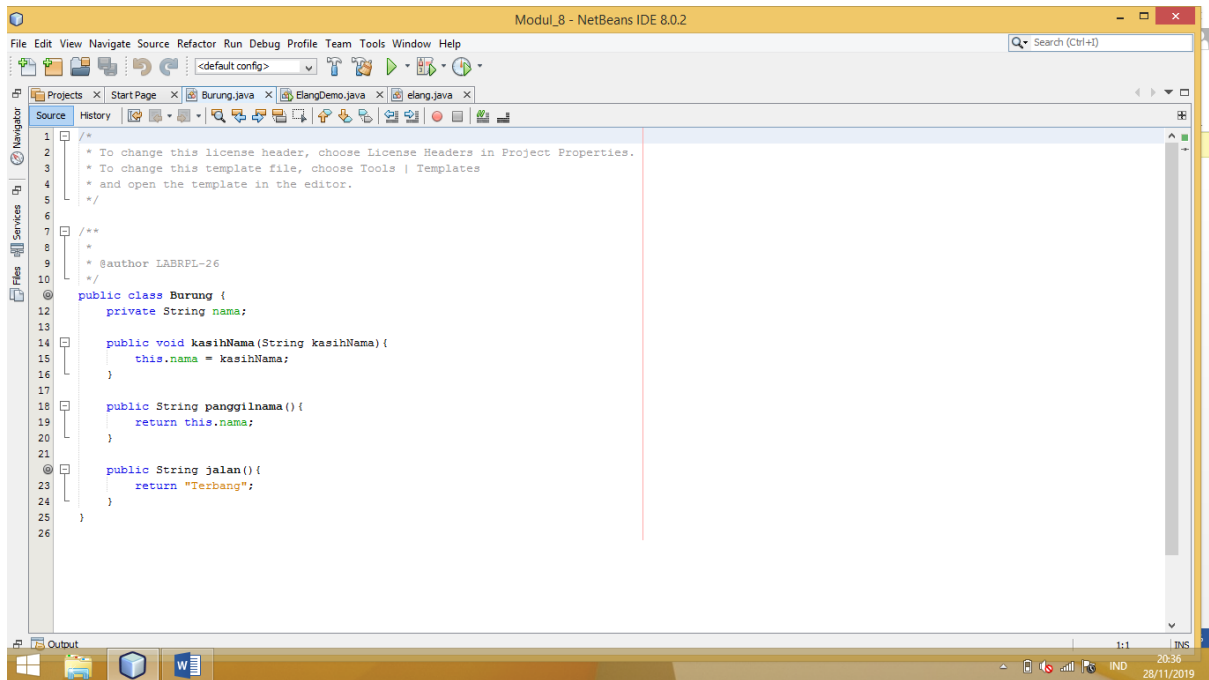 Modul_8 - NetBeans IDE 8.0.2
File Edit View Navigate Source Refactor Run Debug Profile Team Tools Window Help
Search (Ctrl+I)
<default config>
Projects Start Page Burung.java ElangDemo.java elang.java
Source History
Navigator
Services
Files
1 /*
2 * To change this license header, choose License Headers in Project Properties.
3 * To change this template file, choose Tools | Templates
4 * and open the template in the editor.
5 */
6
7 /**
8 *
9 * @author LABRPL-26
10 */
public class Burung {
12 private String nama;
13
14 public void kasihNama(String kasihNama){
15 this.nama = kasihNama;
16 }
17
18 public String panggilnama(){
19 return this.nama;
20 }
21
public String jalan(){
23 return "Terbang";
24 }
25 }
26
Output
1:1 INS
IND
20:36
28/11/2019